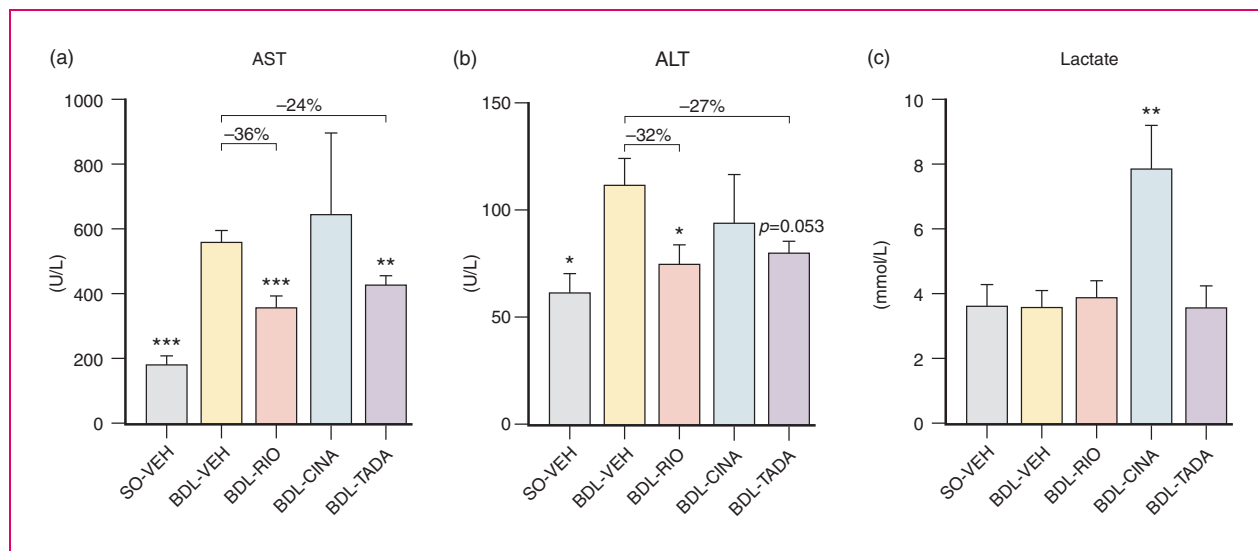 (a) AST
1000
800
600
400
200
0
(U/L)
–24%
–36%
***
***
**
SO-VEH
BDL-VEH
BDL-RIO
BDL-CINA
BDL-TADA
(b) ALT
150
100
50
0
(U/L)
–27%
–32%
*
*
p=0.053
SO-VEH
BDL-VEH
BDL-RIO
BDL-CINA
BDL-TADA
(c) Lactate
10
8
6
4
2
0
(mmol/L)
**
SO-VEH
BDL-VEH
BDL-RIO
BDL-CINA
BDL-TADA